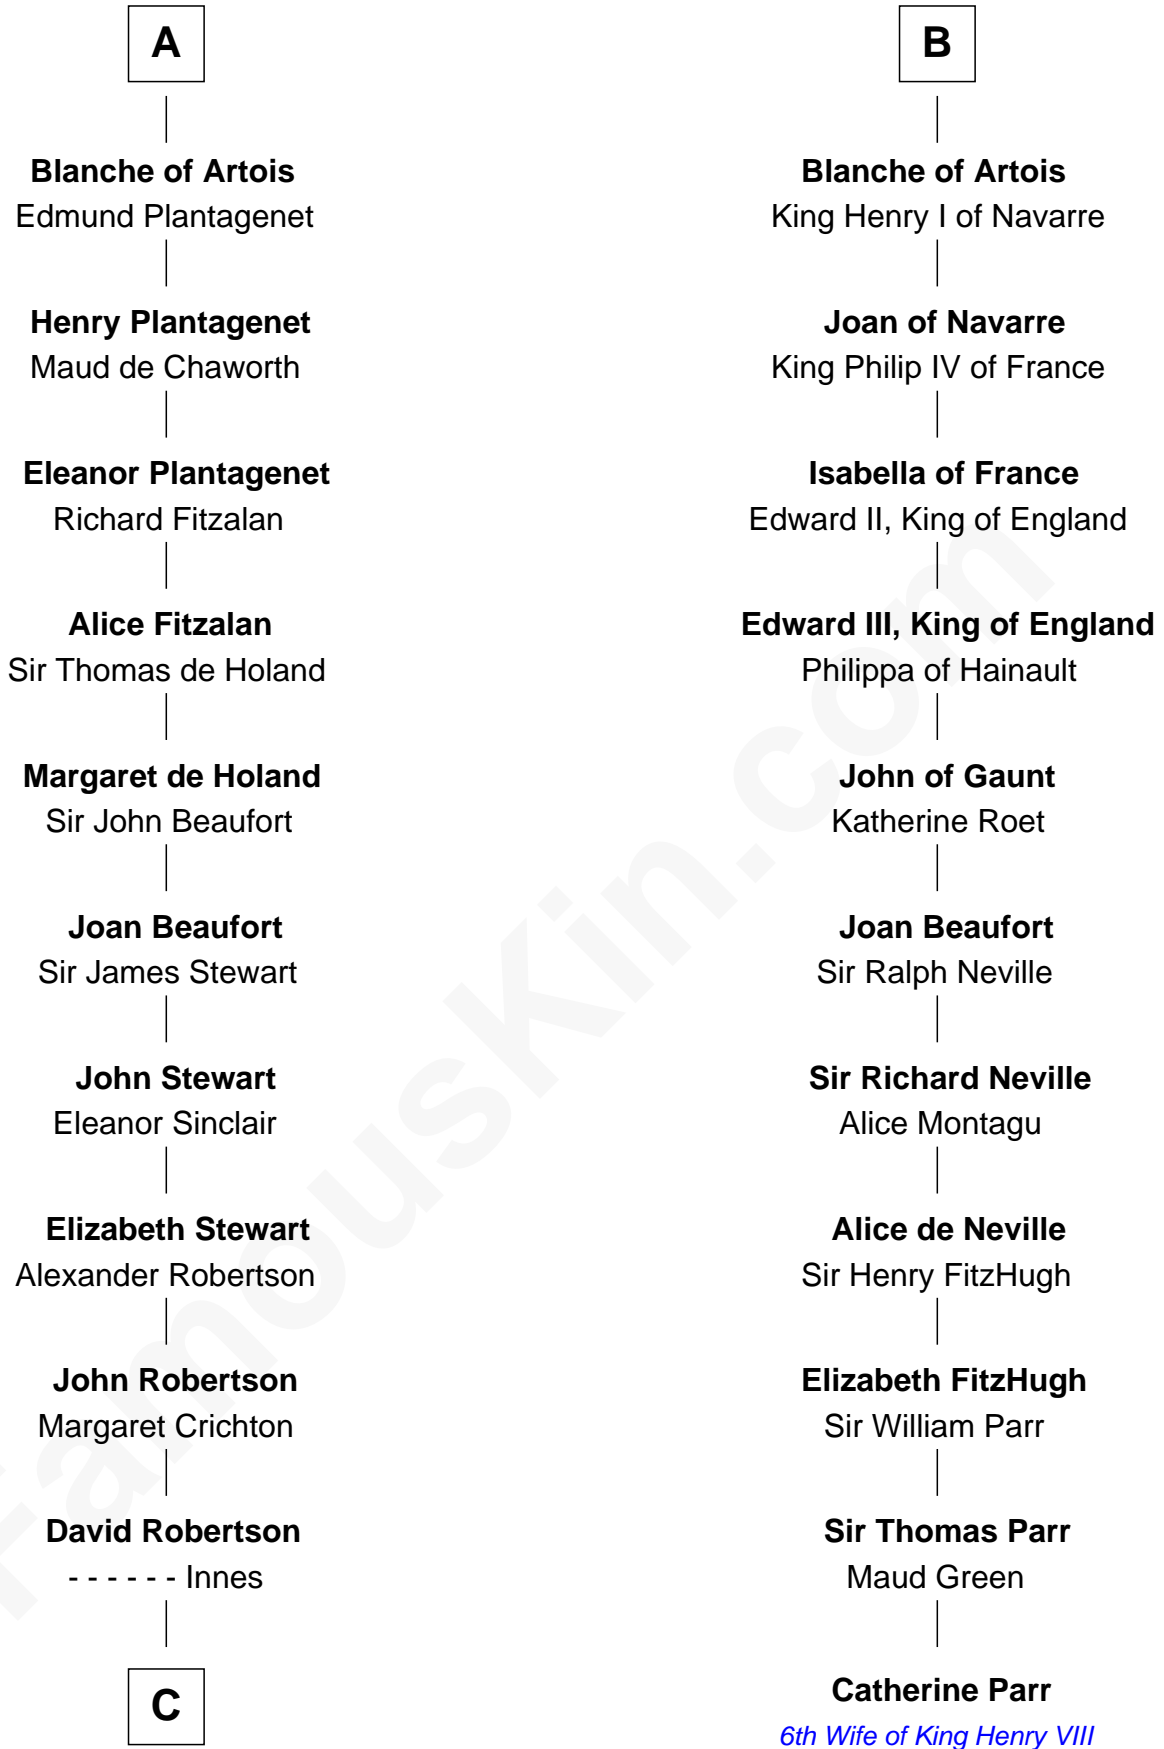 A
Blanche of Artois
Edmund Plantagenet
Henry Plantagenet
Maud de Chaworth
Eleanor Plantagenet
Richard Fitzalan
Alice Fitzalan
Sir Thomas de Holand
Margaret de Holand
Sir John Beaufort
Joan Beaufort
Sir James Stewart
John Stewart
Eleanor Sinclair
Elizabeth Stewart
Alexander Robertson
John Robertson
Margaret Crichton
David Robertson
- - - - - - Innes
C
B
Blanche of Artois
King Henry I of Navarre
Joan of Navarre
King Philip IV of France
Isabella of France
Edward II, King of England
Edward III, King of England
Philippa of Hainault
John of Gaunt
Katherine Roet
Joan Beaufort
Sir Ralph Neville
Sir Richard Neville
Alice Montagu
Alice de Neville
Sir Henry FitzHugh
Elizabeth FitzHugh
Sir William Parr
Sir Thomas Parr
Maud Green
Catherine Parr
6th Wife of King Henry VIII
FamousKin.com